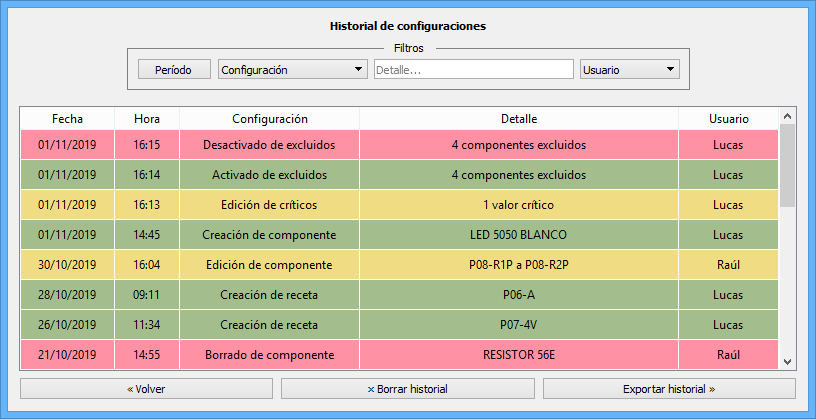 Historial de configuraciones
Filtros
Período Configuración Detalle... Usuario
Fecha Hora Configuración Detalle Usuario
01/11/2019 16:15 Desactivado de excluidos 4 componentes excluidos Lucas
01/11/2019 16:14 Activado de excluidos 4 componentes excluidos Lucas
01/11/2019 16:13 Edición de críticos 1 valor crítico Lucas
01/11/2019 14:45 Creación de componente LED 5050 BLANCO Lucas
30/10/2019 16:04 Edición de componente P08-R1P a P08-R2P Raúl
28/10/2019 09:11 Creación de receta P06-A Lucas
26/10/2019 11:34 Creación de receta P07-4V Lucas
21/10/2019 14:55 Borrado de componente RESISTOR 56E Raúl
« Volver × Borrar historial Exportar historial »